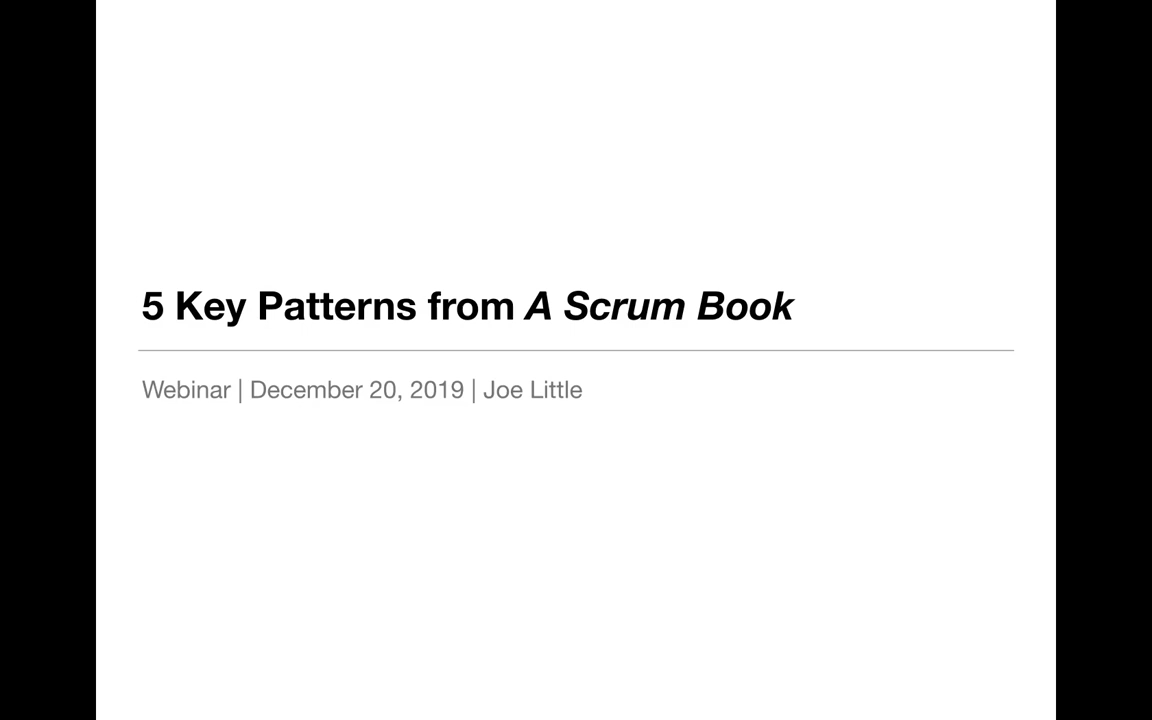 5 Key Patterns from A Scrum Book
Webinar | December 20, 2019 | Joe Little